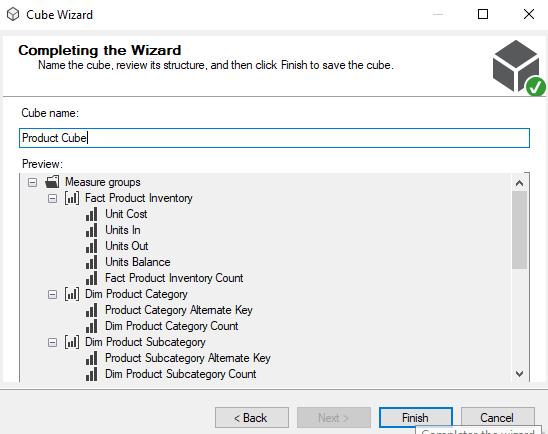 Cube Wizard
Completing the Wizard
Name the cube, review its structure, and then click Finish to save the cube.
Cube name:
Product Cube
Preview:
Measure groups
Fact Product Inventory
Unit Cost
Units In
Units Out
Units Balance
Fact Product Inventory Count
Dim Product Category
Product Category Alternate Key
Dim Product Category Count
Dim Product Subcategory
Product Subcategory Alternate Key
Dim Product Subcategory Count
< Back Next > Finish Cancel
Completes the wizard